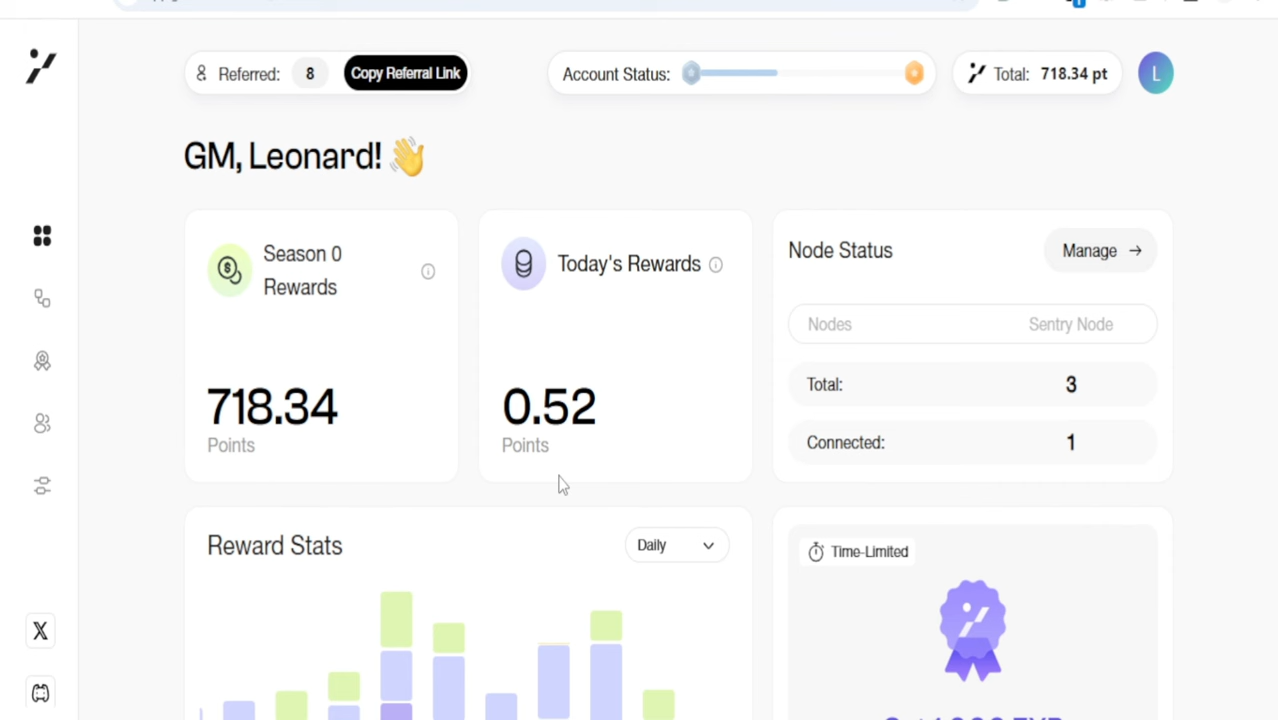 Referred: 8 Copy Referral Link Account Status: Total: 718.34 pt L
GM, Leonard!
Season 0
Rewards
718.34
Points
Today's Rewards
0.52
Points
Node Status Manage →
Nodes Sentry Node
Total: 3
Connected: 1
Reward Stats Daily
Time-Limited